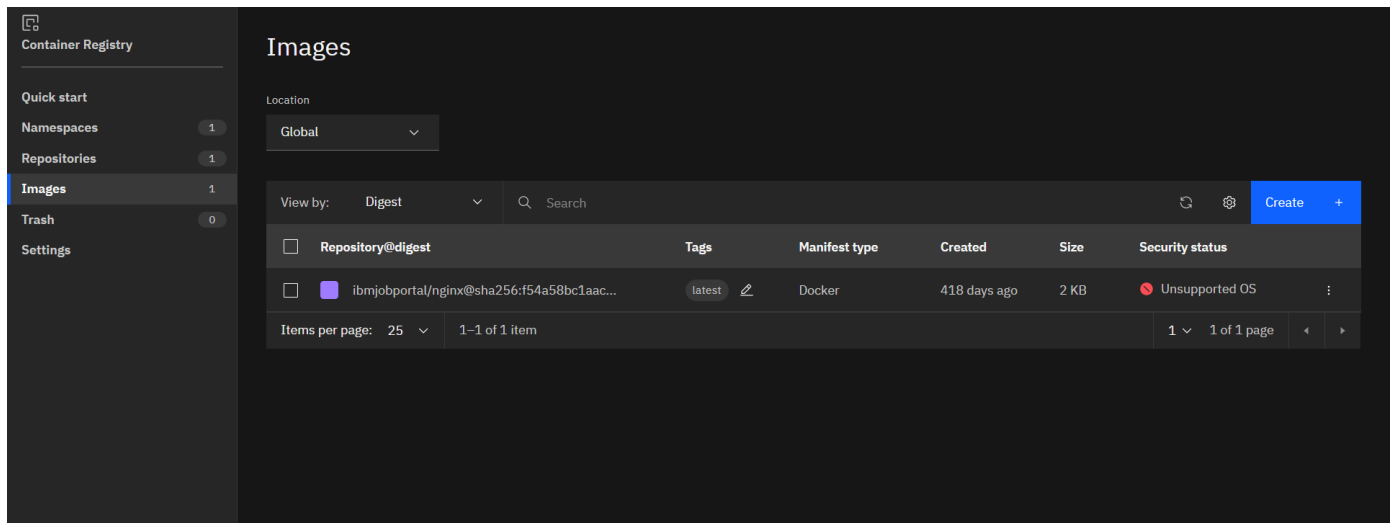 Container Registry
Quick start
Namespaces 1
Repositories 1
Images 1
Trash 0
Settings
Images
Location
Global
View by: Digest Search Create +
Repository@digest Tags Manifest type Created Size Security status
ibmjobportal/nginx@sha256:f54a58bc1aac... latest Docker 418 days ago 2 KB Unsupported OS
Items per page: 25 1–1 of 1 item 1 1 of 1 page